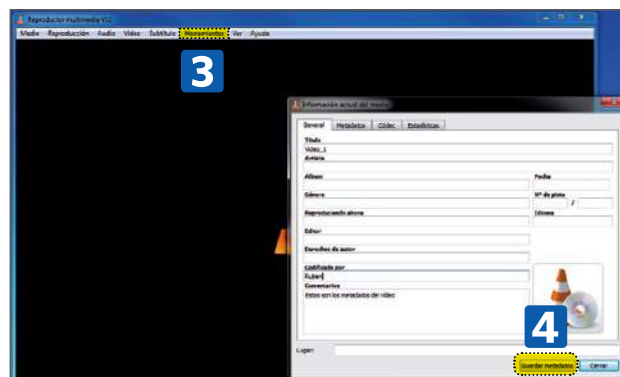 Reproductor multimedia VLC
Medio Reproducción Audio Vídeo Subtítulo Herramientas Ver Ayuda
3
Información actual del medio
General Metadatos Códec Estadísticas
Título
Video_1
Artista
Álbum Fecha
Género Nº de pista
/
Reproduciendo ahora Idioma
Editor
Derechos de autor
Codificado por
Ruben
Comentarios
Estos son los metadatos del video
4
Lugar:
Guardar metadatos Cerrar